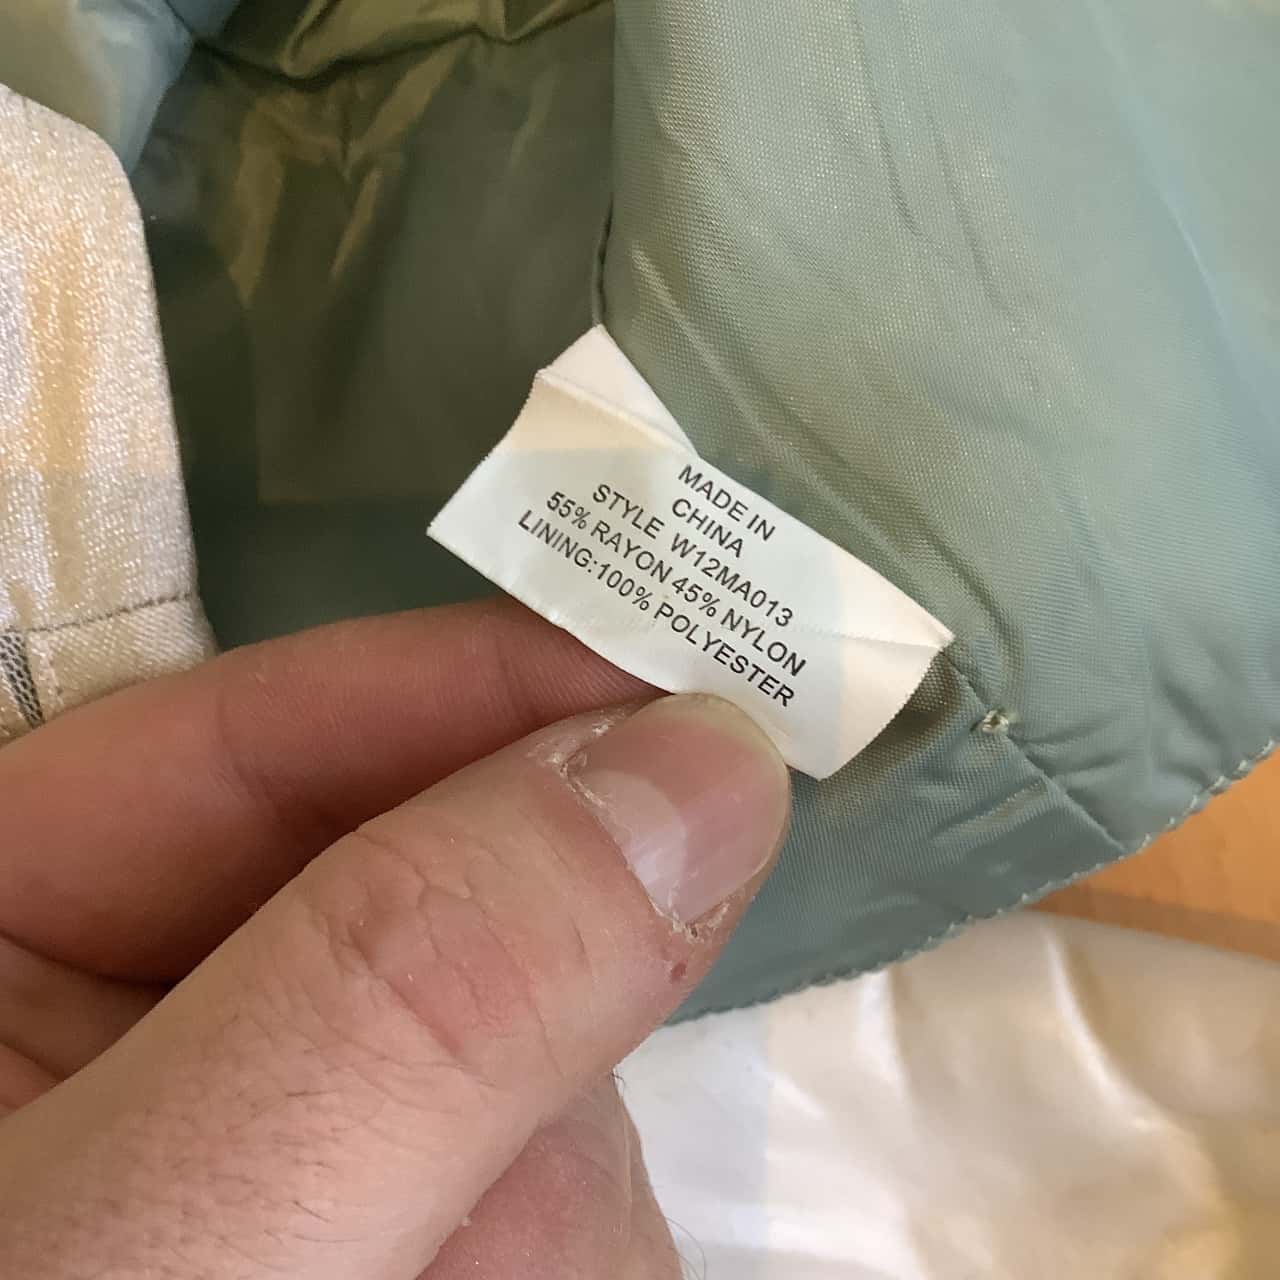 MADE IN
CHINA
STYLE W12MA013
55% RAYON 45% NYLON
LINING:100% POLYESTER